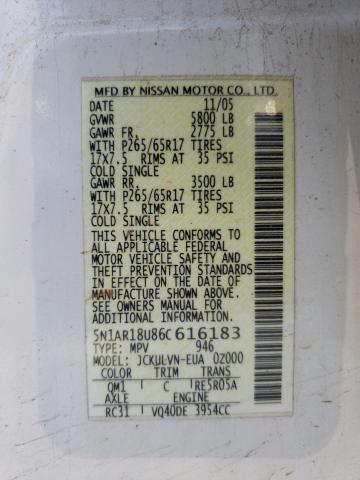 MFD BY NISSAN MOTOR CO., LTD.
DATE 11/05
GVWR 5800 LB
GAWR FR. 2775 LB
WITH P265/65R17 TIRES
17X7.5 RIMS AT 35 PSI
COLD SINGLE
GAWR RR. 3500 LB
WITH P265/65R17 TIRES
17X7.5 RIMS AT 35 PSI
COLD SINGLE
THIS VEHICLE CONFORMS TO
ALL APPLICABLE FEDERAL
MOTOR VEHICLE SAFETY AND
THEFT PREVENTION STANDARDS
IN EFFECT ON THE DATE OF
MANUFACTURE SHOWN ABOVE.
SEE OWNERS MANUAL FOR
ADDITIONAL INFORMATION.
5N1AR18U86C616183
TYPE: MPV 946
MODEL: JCKULVN-EUA 0Z000
COLOR TRIM TRANS
QM1 C RE5R05A
AXLE ENGINE
RC31 VQ40DE 3954CC